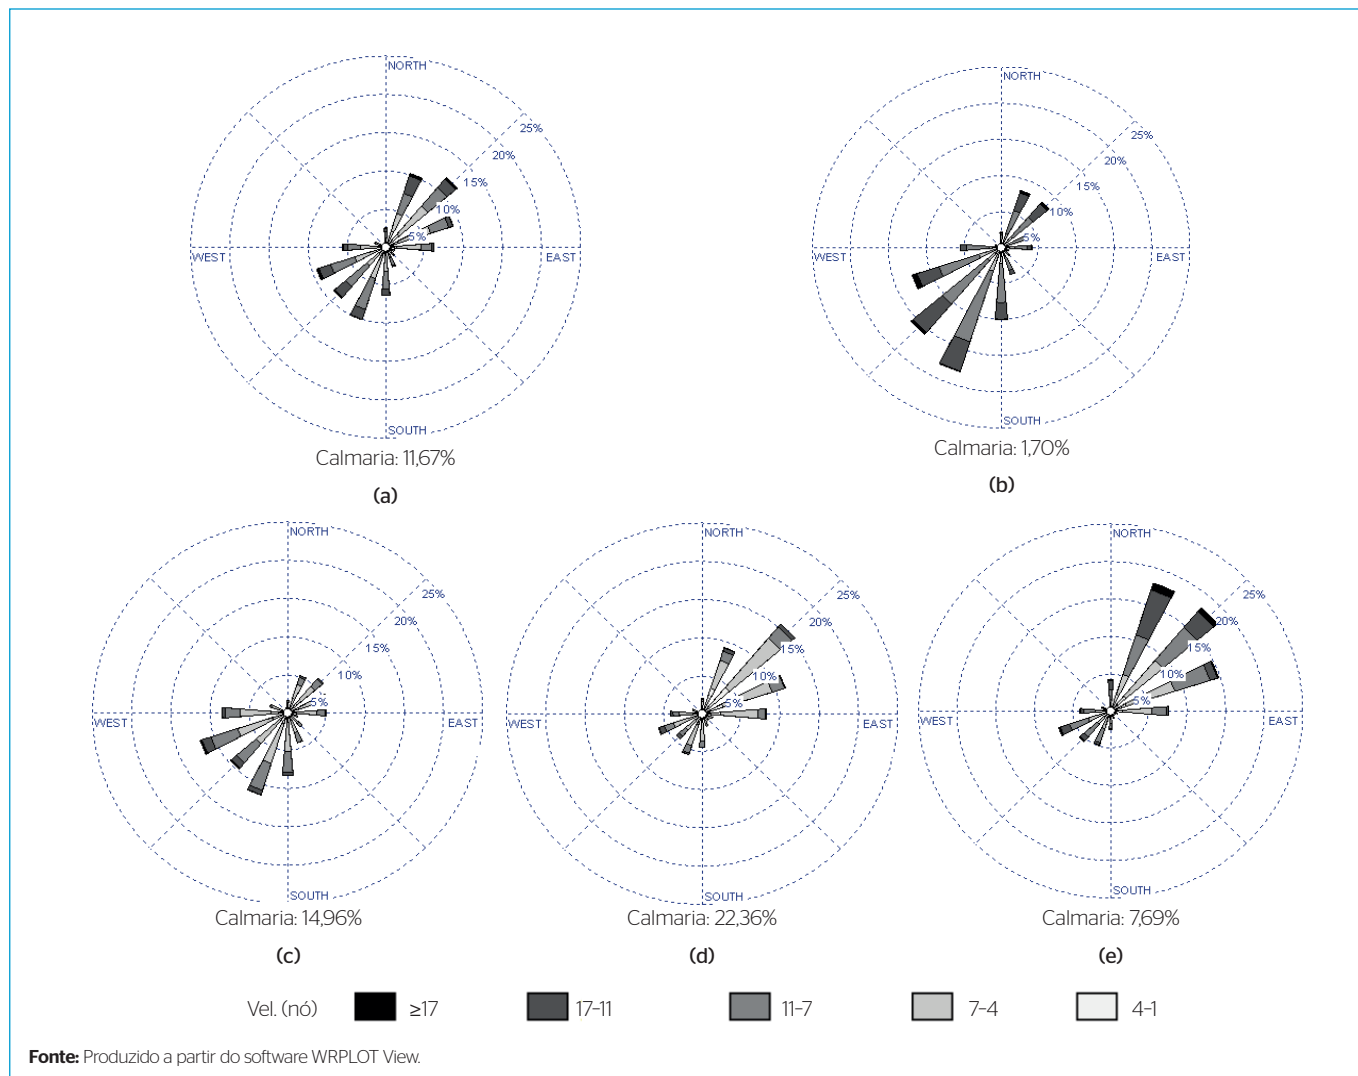 NORTH
25%
20%
15%
10%
5%
WEST
EAST
SOUTH
Calmaria: 11,67%
(a)
NORTH
25%
20%
15%
10%
5%
WEST
EAST
SOUTH
Calmaria: 1,70%
(b)
NORTH
25%
20%
15%
10%
5%
WEST
EAST
SOUTH
Calmaria: 14,96%
(c)
NORTH
25%
20%
15%
10%
5%
WEST
EAST
SOUTH
Calmaria: 22,36%
(d)
NORTH
25%
20%
15%
10%
5%
WEST
EAST
SOUTH
Calmaria: 7,69%
(e)
Vel. (nó) ≥17 17-11 11-7 7-4 4-1
Fonte: Produzido a partir do software WRPLOT View.